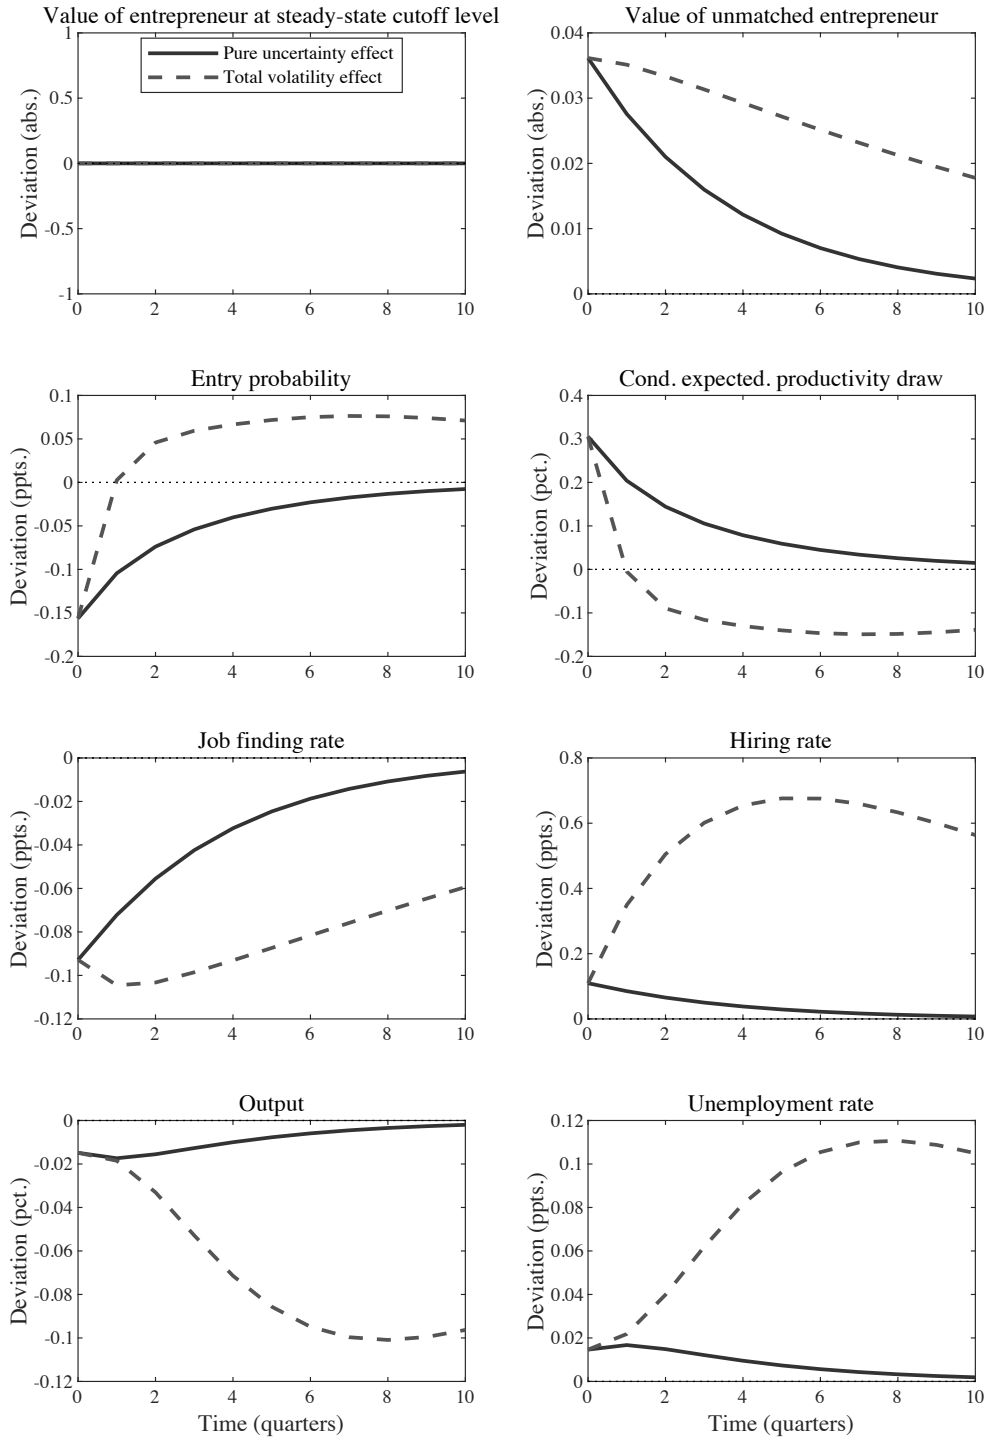 Value of entrepreneur at steady-state cutoff level
1
0.5
0
-0.5
-1
Deviation (abs.)
Pure uncertainty effect
Total volatility effect
0 2 4 6 8 10
Value of unmatched entrepreneur
0.04
0.03
0.02
0.01
0
Deviation (abs.)
0 2 4 6 8 10
Entry probability
0.1
0.05
0
-0.05
-0.1
-0.15
-0.2
Deviation (ppts.)
0 2 4 6 8 10
Cond. expected. productivity draw
0.4
0.3
0.2
0.1
0
-0.1
-0.2
Deviation (pct.)
0 2 4 6 8 10
Job finding rate
0
-0.02
-0.04
-0.06
-0.08
-0.1
-0.12
Deviation (ppts.)
0 2 4 6 8 10
Hiring rate
0.8
0.6
0.4
0.2
0
Deviation (ppts.)
0 2 4 6 8 10
Output
0
-0.02
-0.04
-0.06
-0.08
-0.1
-0.12
Deviation (pct.)
0 2 4 6 8 10
Time (quarters)
Unemployment rate
0.12
0.1
0.08
0.06
0.04
0.02
0
Deviation (ppts.)
0 2 4 6 8 10
Time (quarters)